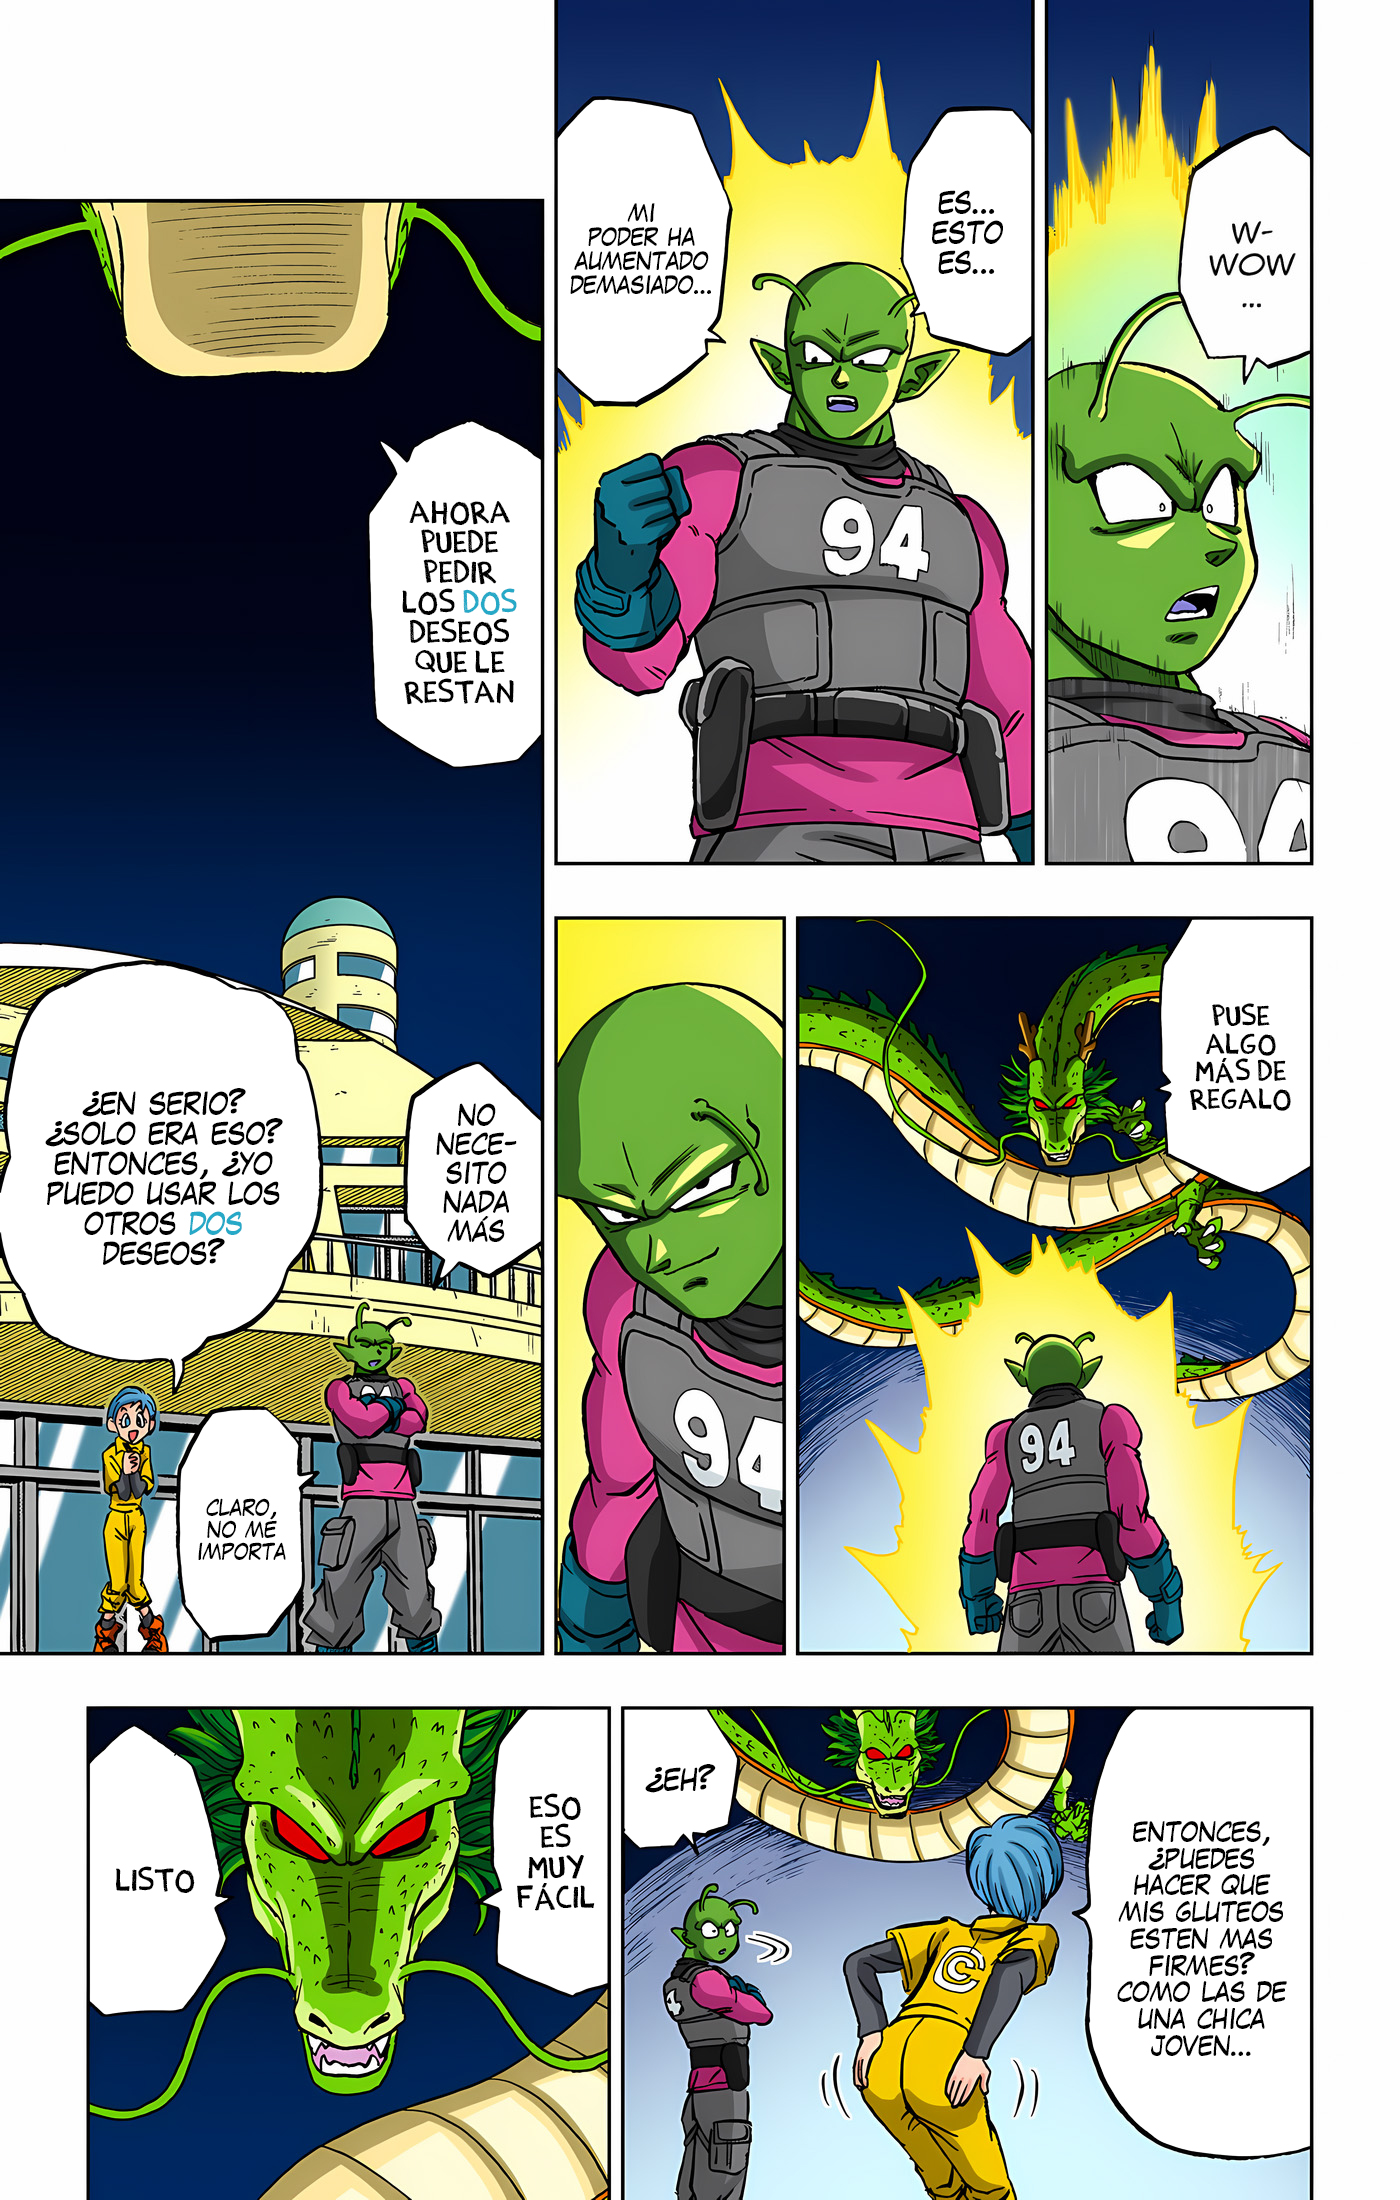 W-
WOW
...
ES...
ESTO
ES...
MI
PODER HA
AUMENTADO
DEMASIADO...
94
94
PUSE
ALGO
MÁS DE
REGALO
94
94
AHORA
PUEDE
PEDIR
LOS DOS
DESEOS
QUE LE
RESTAN
NO
NECE-
SITO
NADA
MÁS
¿EN SERIO?
¿SOLO ERA ESO?
ENTONCES, ¿YO
PUEDO USAR LOS
OTROS DOS
DESEOS?
94
CLARO,
NO ME
IMPORTA
ENTONCES,
¿PUEDES
HACER QUE
MIS GLUTEOS
ESTEN MAS
FIRMES?
COMO LAS DE
UNA CHICA
JOVEN...
¿EH?
C
4
ESO
ES
MUY
FÁCIL
LISTO